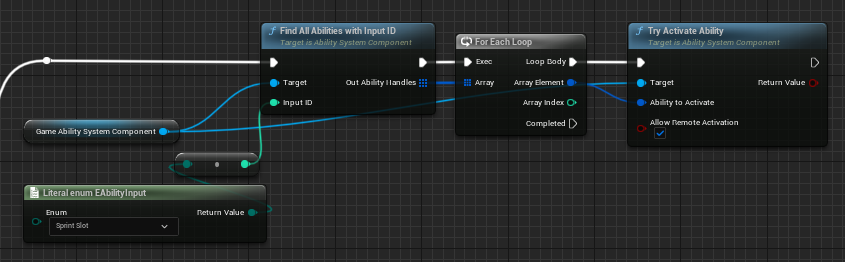 Find All Abilities with Input ID
Target is Ability System Component
Target
Out Ability Handles
Input ID
For Each Loop
Exec
Loop Body
Array
Array Element
Array Index
Completed
Try Activate Ability
Target is Ability System Component
Target
Return Value
Ability to Activate
Allow Remote Activation
Game Ability System Component
Literal enum EAbilityInput
Enum
Return Value
Sprint Slot